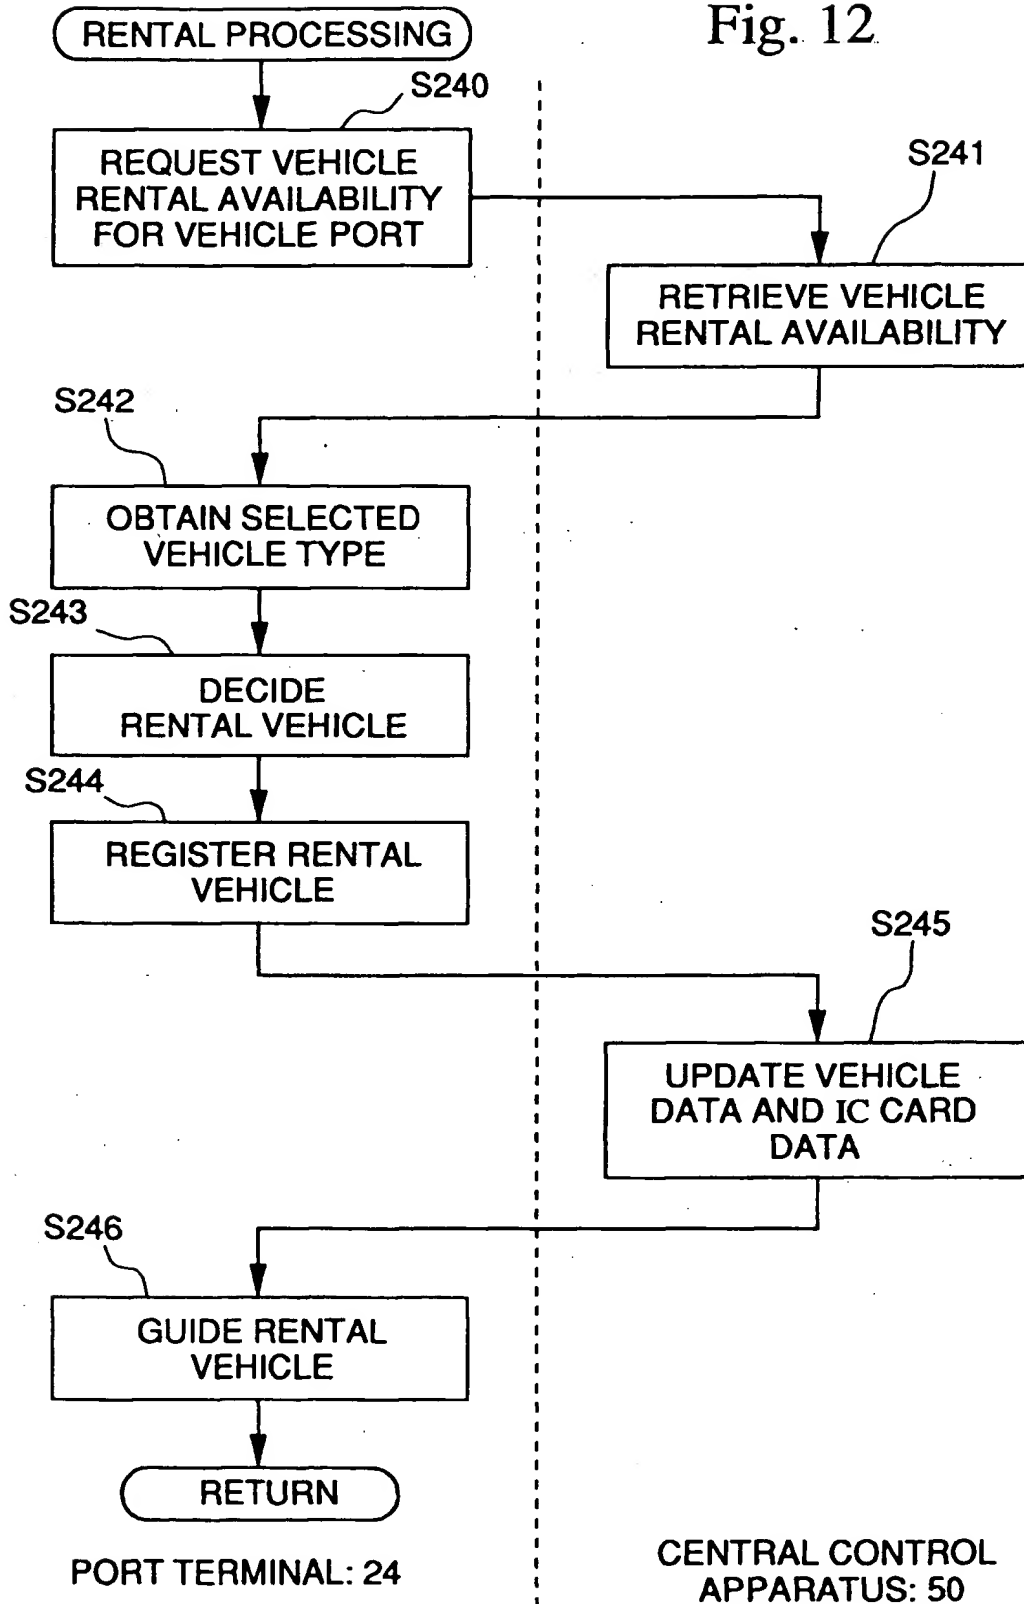 Fig. 12
RENTAL PROCESSING
S240
REQUEST VEHICLE
RENTAL AVAILABILITY
FOR VEHICLE PORT
S241
RETRIEVE VEHICLE
RENTAL AVAILABILITY
S242
OBTAIN SELECTED
VEHICLE TYPE
S243
DECIDE
RENTAL VEHICLE
S244
REGISTER RENTAL
VEHICLE
S245
UPDATE VEHICLE
DATA AND IC CARD
DATA
S246
GUIDE RENTAL
VEHICLE
RETURN
PORT TERMINAL: 24
CENTRAL CONTROL
APPARATUS: 50